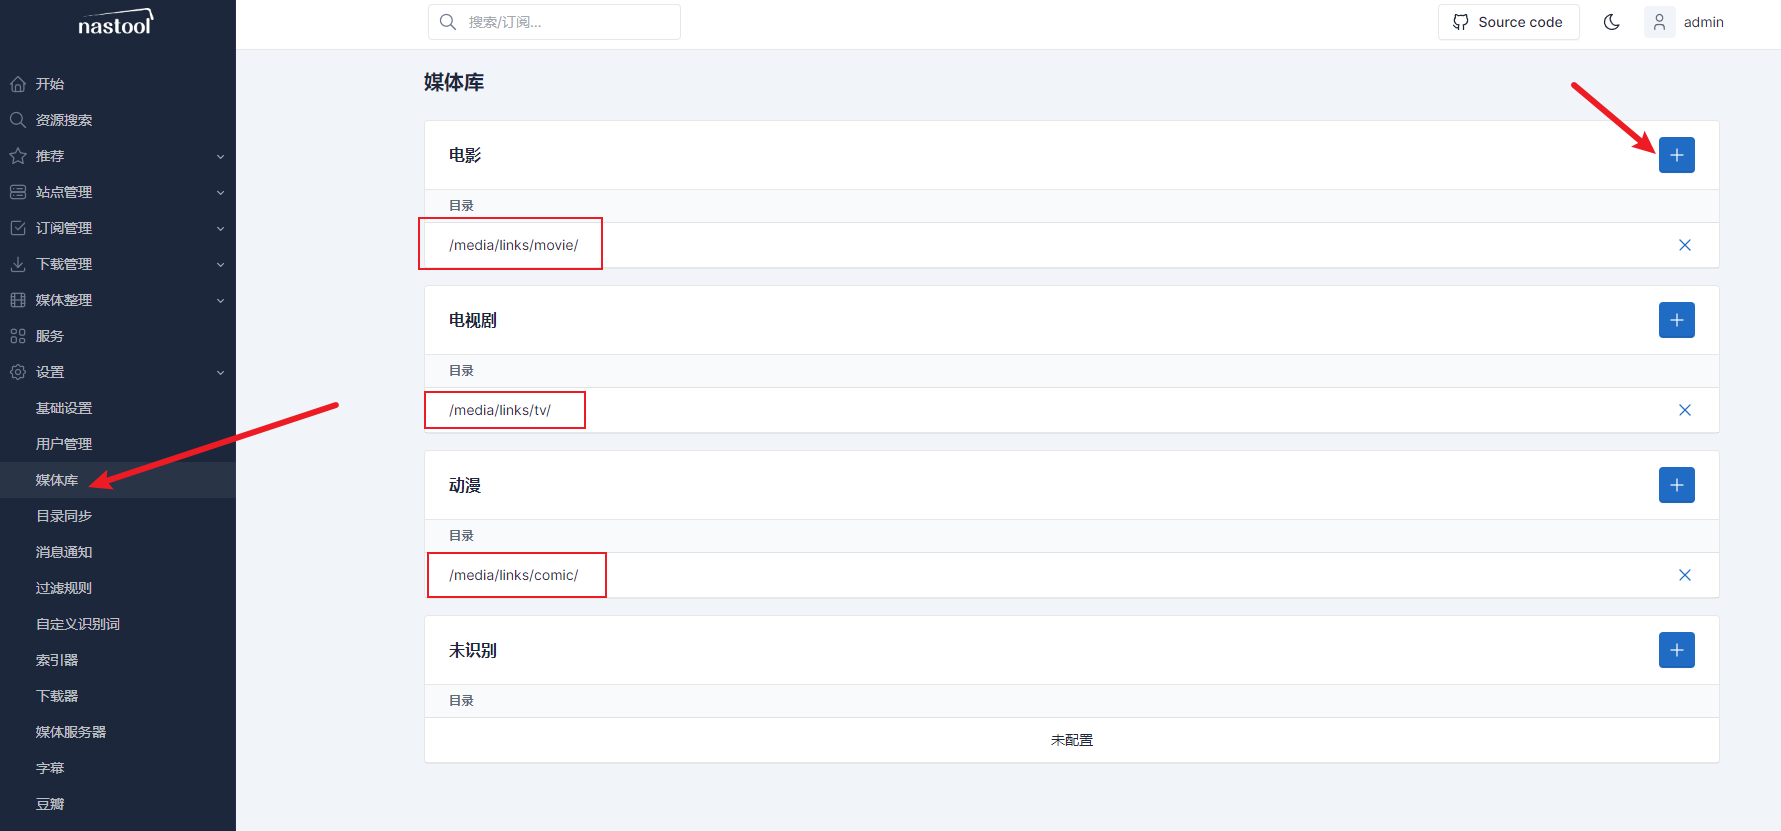 nastool
搜索/订阅...
Source code
admin
开始
资源搜索
推荐
站点管理
订阅管理
下载管理
媒体整理
服务
设置
基础设置
用户管理
媒体库
目录同步
消息通知
过滤规则
自定义识别词
索引器
下载器
媒体服务器
字幕
豆瓣
媒体库
电影
目录
/media/links/movie/
电视剧
目录
/media/links/tv/
动漫
目录
/media/links/comic/
未识别
目录
未配置